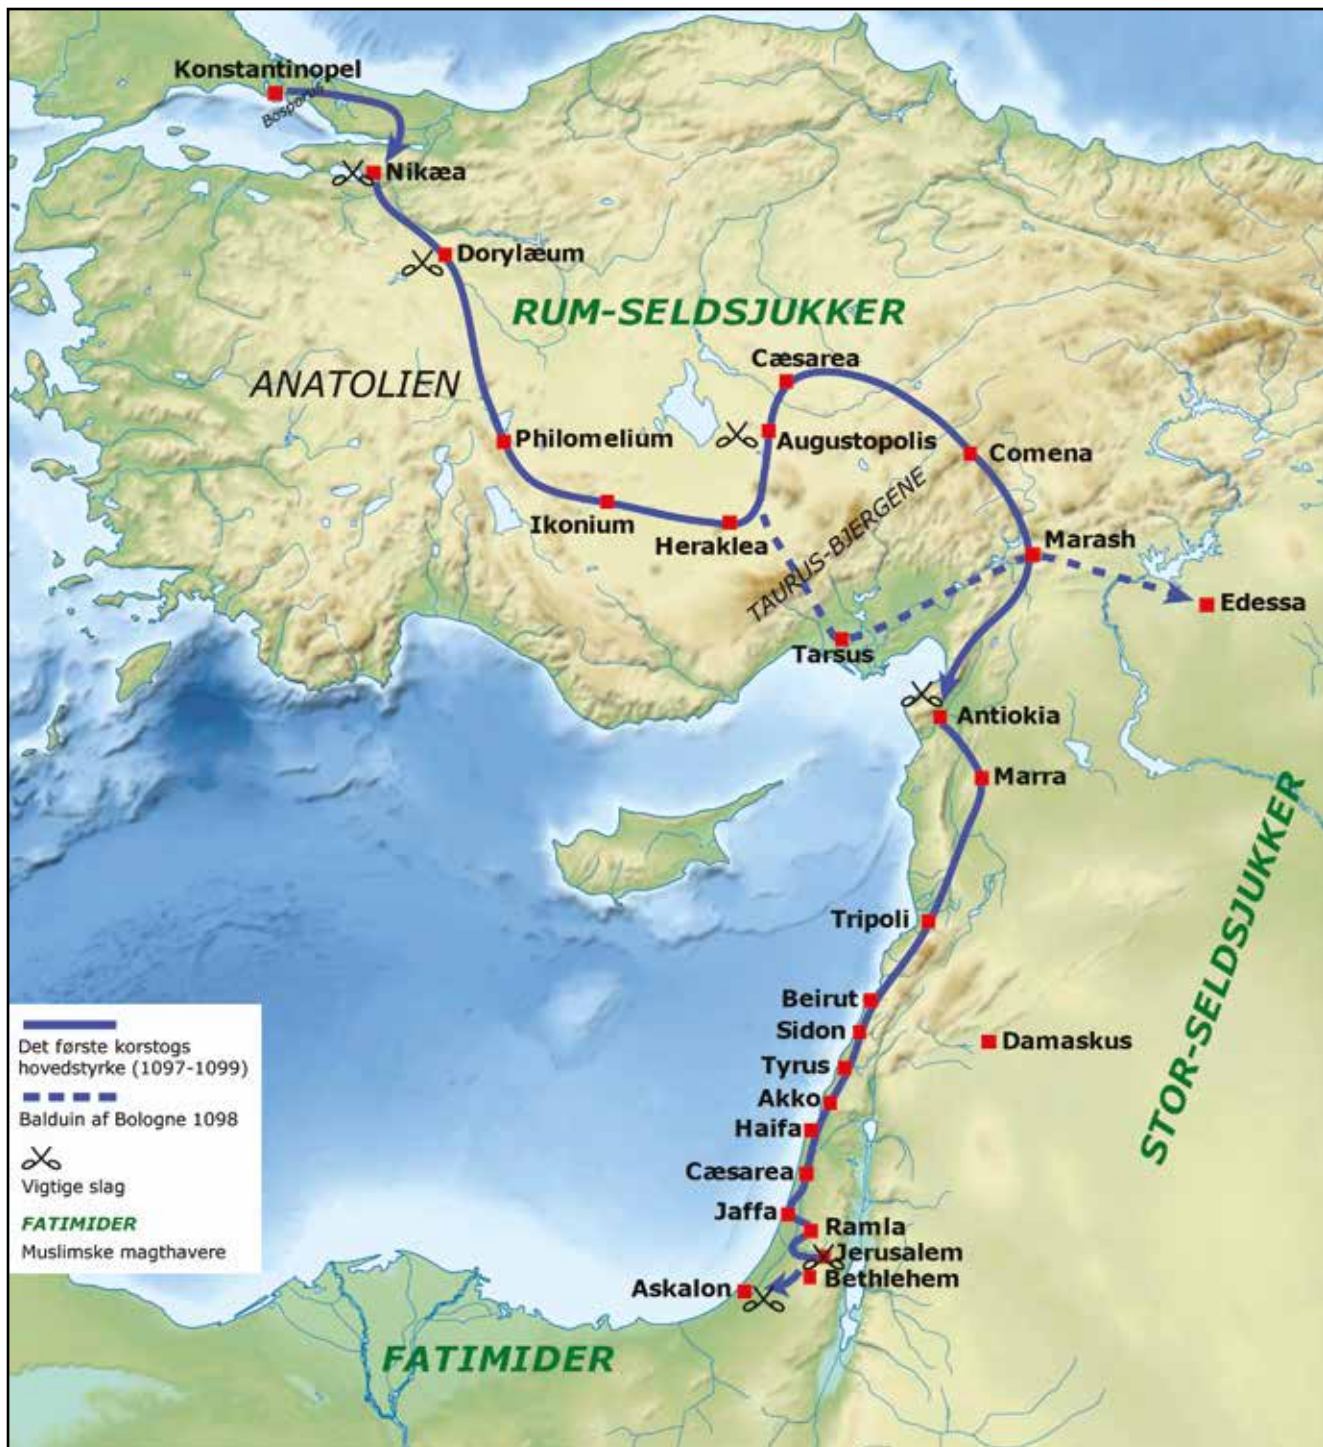 Konstantinopel
Bosporus
Nikæa
Dorylæum
RUM-SELDSJUKKER
Cæsarea
ANATOLIEN
Philomelium
Augustopolis
Comena
Ikonium
Heraklea
TAURUS-BJERGENE
Marash
Edessa
Tarsus
Antiokia
Marra
STOR-SELDSJUKKER
Tripoli
Beirut
Sidon
Damaskus
Tyrus
Akko
Haifa
Cæsarea
Jaffa
Ramla
Jerusalem
Bethlehem
Askalon
FATIMIDER
Det første korstogs
hovedstyrke (1097-1099)
Balduin af Bologne 1098
Vigtige slag
FATIMIDER
Muslimske magthavere